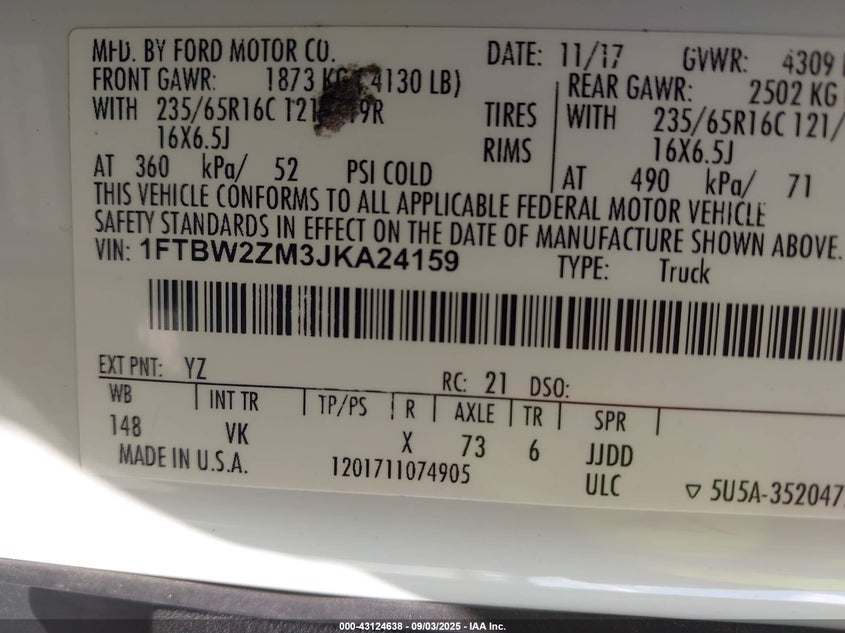 MFD. BY FORD MOTOR CO. DATE: 11/17 GVWR: 4309
FRONT GAWR: 1873 KG 4130 LB) REAR GAWR: 2502 KG
WITH 235/65R16C 121 19R TIRES WITH 235/65R16C 121/
16X6.5J RIMS 16X6.5J
AT 360 kPa/ 52 PSI COLD AT 490 kPa/ 71
THIS VEHICLE CONFORMS TO ALL APPLICABLE FEDERAL MOTOR VEHICLE
SAFETY STANDARDS IN EFFECT ON THE DATE OF MANUFACTURE SHOWN ABOVE.
VIN: 1FTBW2ZM3JKA24159 TYPE: Truck
EXT PNT: YZ RC: 21 DSO:
WB INT TR TP/PS R AXLE TR SPR
148 VK X 73 6 JJDD
MADE IN U.S.A. 1201711074905 ULC ▽ 5U5A-352047
000-43124638 - 09/03/2025 - IAA Inc.